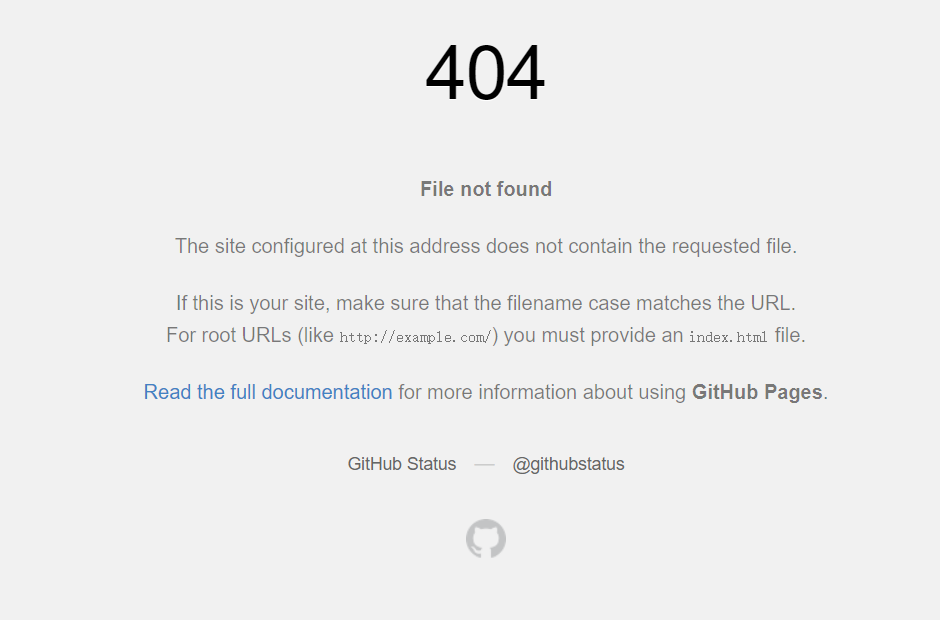 404
File not found
The site configured at this address does not contain the requested file.
If this is your site, make sure that the filename case matches the URL.
For root URLs (like http://example.com/) you must provide an index.html file.
Read the full documentation for more information about using GitHub Pages.
GitHub Status — @githubstatus